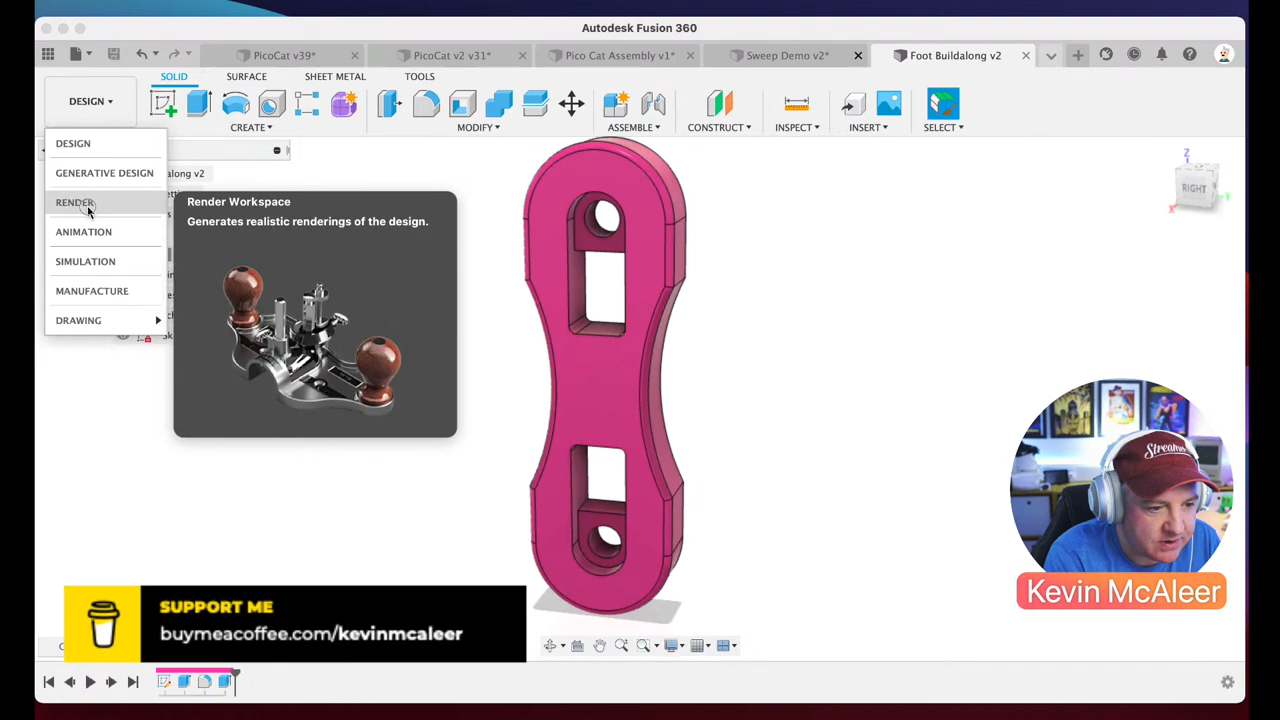 Autodesk Fusion 360
PicoCat v39*
PicoCat v2 v31*
Pico Cat Assembly v1*
Sweep Demo v2*
Foot Buildalong v2
SOLID
SURFACE
SHEET METAL
TOOLS
DESIGN
CREATE
MODIFY
ASSEMBLE
CONSTRUCT
INSPECT
INSERT
SELECT
DESIGN
GENERATIVE DESIGN
RENDER
ANIMATION
SIMULATION
MANUFACTURE
DRAWING
along v2
Render Workspace
Generates realistic renderings of the design.
Z
RIGHT
Y
X
Streamer
Kevin McAleer
SUPPORT ME
buymeacoffee.com/kevinmcaleer